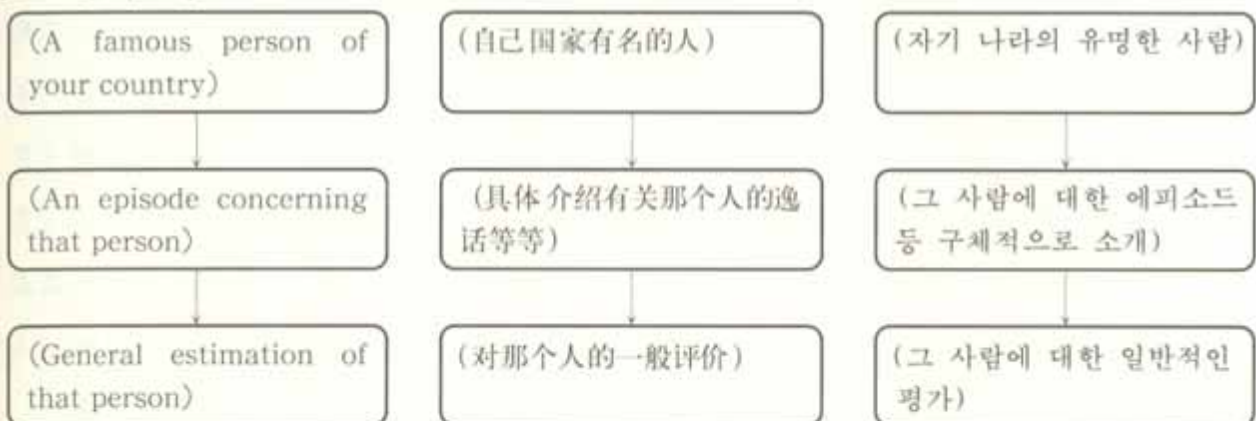 (A famous person of
your country)
(自己国家有名的人)
(자기 나라의 유명한 사람)
(An episode concerning
that person)
(具体介绍有关那个人的逸
话等等)
(그 사람에 대한 에피소드
등 구체적으로 소개)
(General estimation of
that person)
(对那个人的一般评价)
(그 사람에 대한 일반적인
평가)